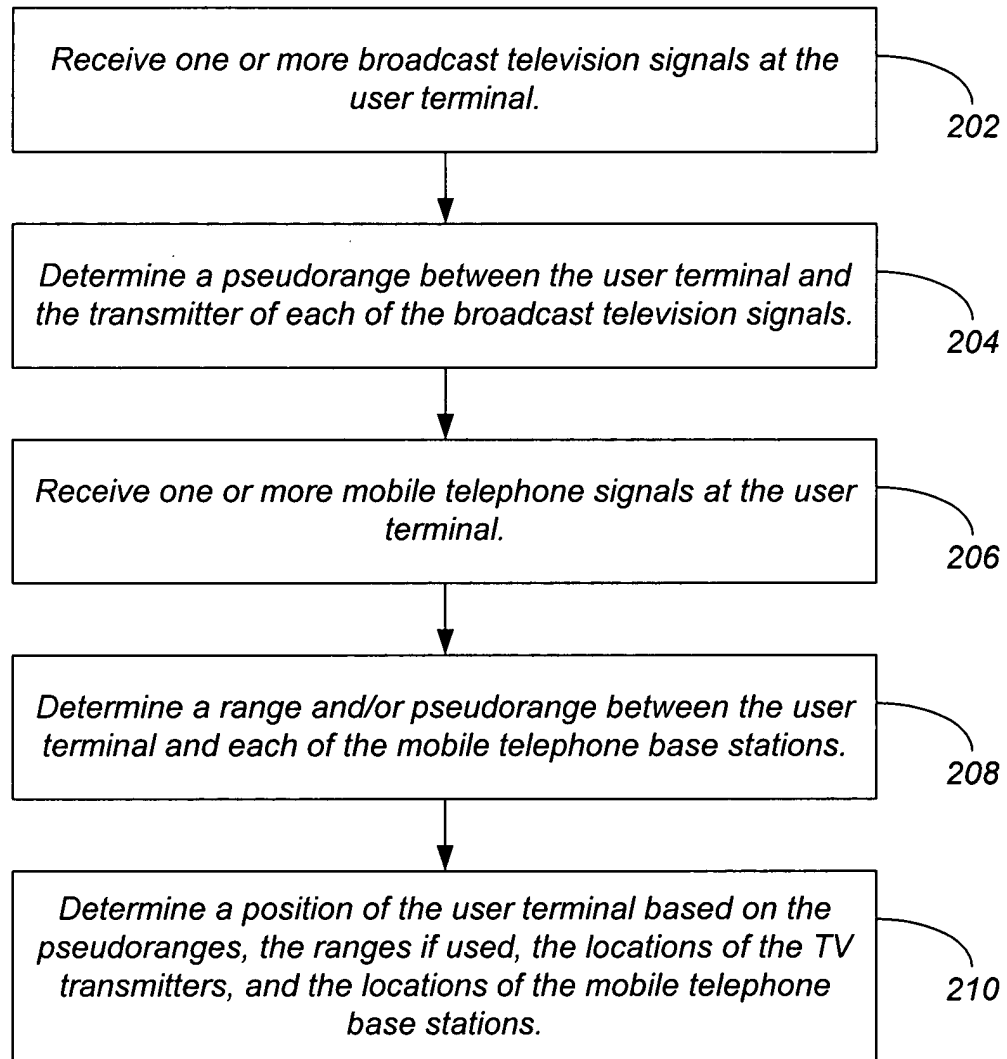 Receive one or more broadcast television signals at the
user terminal.
202
Determine a pseudorange between the user terminal and
the transmitter of each of the broadcast television signals.
204
Receive one or more mobile telephone signals at the user
terminal.
206
Determine a range and/or pseudorange between the user
terminal and each of the mobile telephone base stations.
208
Determine a position of the user terminal based on the
pseudoranges, the ranges if used, the locations of the TV
transmitters, and the locations of the mobile telephone
base stations.
210